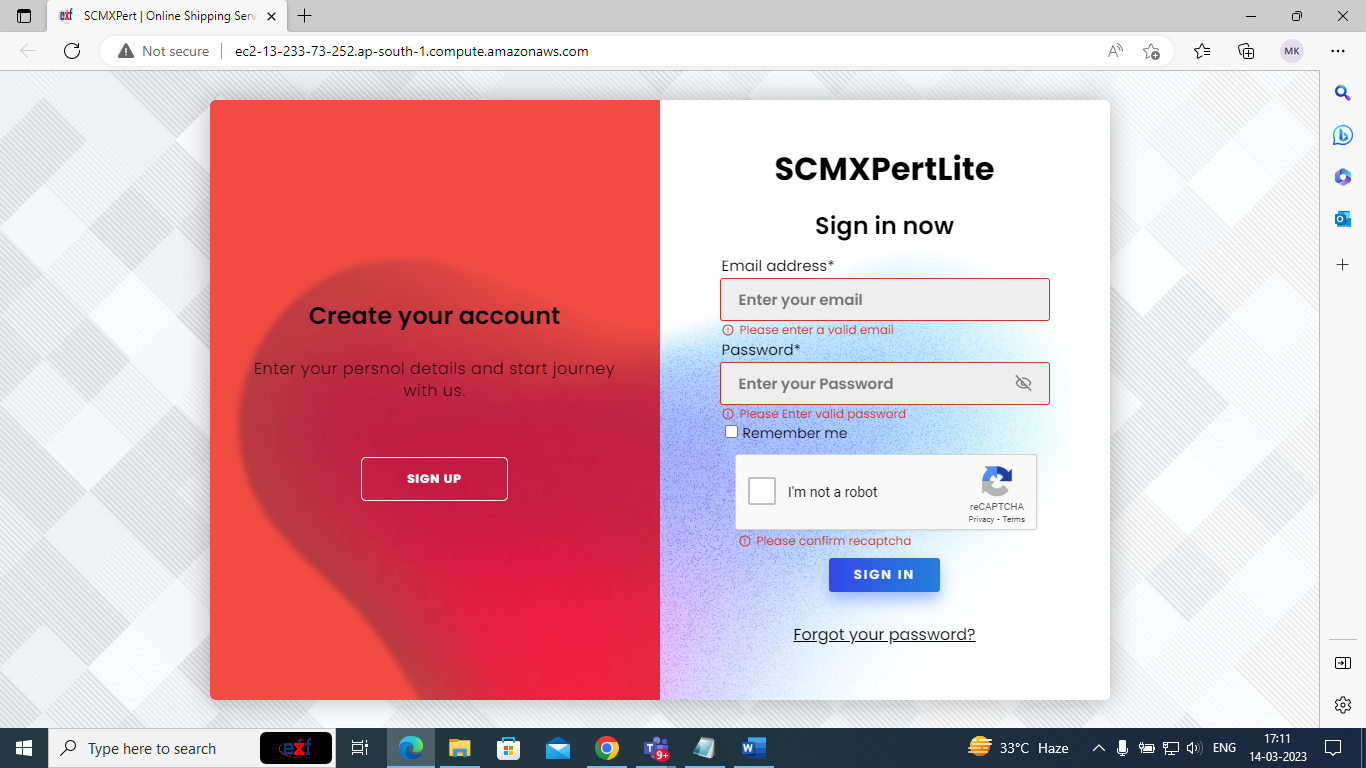 SCMXPert | Online Shipping Serv
Not secure
ec2-13-233-73-252.ap-south-1.compute.amazonaws.com
MK
Create your account
Enter your persnol details and start journey
with us.
SIGN UP
SCMXPertLite
Sign in now
Email address*
Enter your email
Please enter a valid email
Password*
Enter your Password
Please Enter valid password
Remember me
I'm not a robot
reCAPTCHA
Privacy - Terms
Please confirm recaptcha
SIGN IN
Forgot your password?
Type here to search
exf
9+
33°C Haze
ENG
17:11
14-03-2023